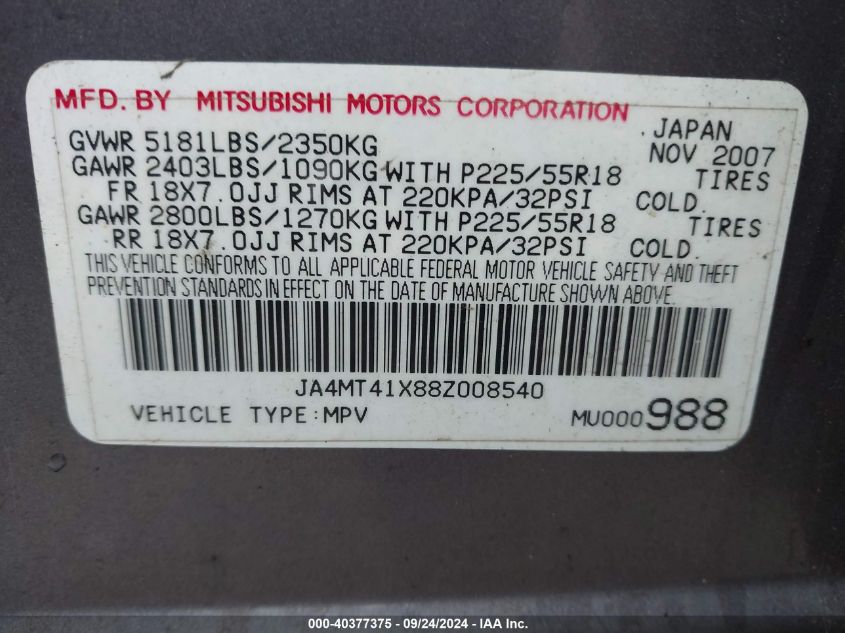 MFD. BY MITSUBISHI MOTORS CORPORATION
GVWR 5181LBS/2350KG JAPAN NOV 2007
GAWR 2403LBS/1090KG WITH P225/55R18 TIRES
FR 18X7.0JJ RIMS AT 220KPA/32PSI COLD.
GAWR 2800LBS/1270KG WITH P225/55R18 TIRES
RR 18X7.0JJ RIMS AT 220KPA/32PSI COLD.
THIS VEHICLE CONFORMS TO ALL APPLICABLE FEDERAL MOTOR VEHICLE SAFETY AND THEFT
PREVENTION STANDARDS IN EFFECT ON THE DATE OF MANUFACTURE SHOWN ABOVE.
JA4MT41X88Z008540
VEHICLE TYPE:MPV MU000988
000-40377375 - 09/24/2024 - IAA Inc.